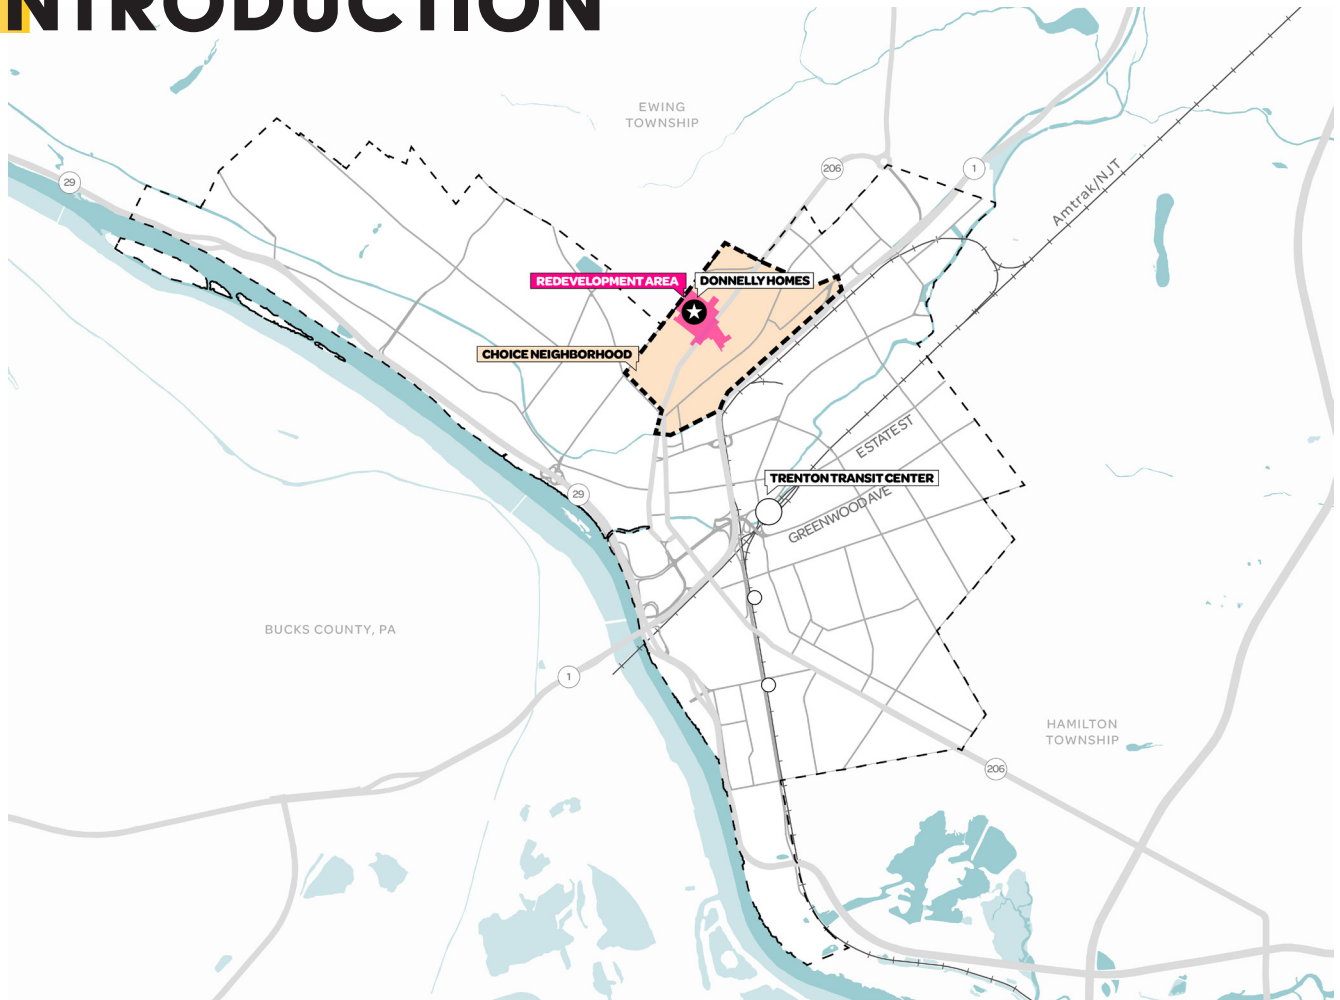 INTRODUCTION
EWING
TOWNSHIP
206
1
29
Amtrak/NJT
REDEVELOPMENT AREA
DONNELLY HOMES
CHOICE NEIGHBORHOOD
E STATE ST
TRENTON TRANSIT CENTER
29
GREENWOOD AVE
BUCKS COUNTY, PA
1
HAMILTON
TOWNSHIP
206